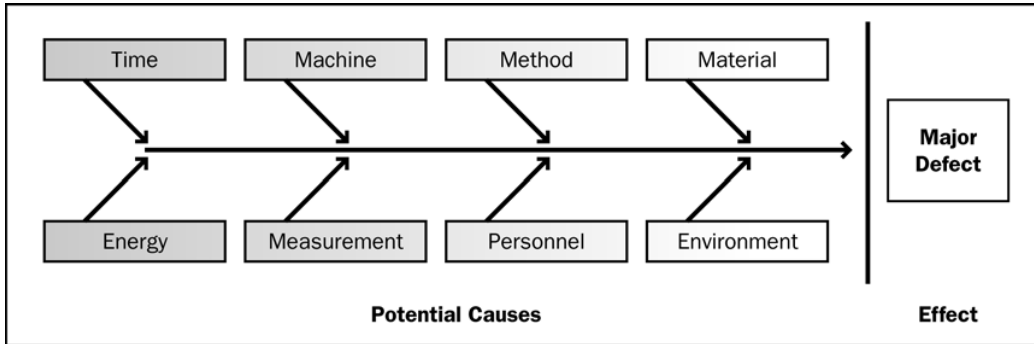 Time
Machine
Method
Material
Major
Defect
Energy
Measurement
Personnel
Environment
Potential Causes
Effect